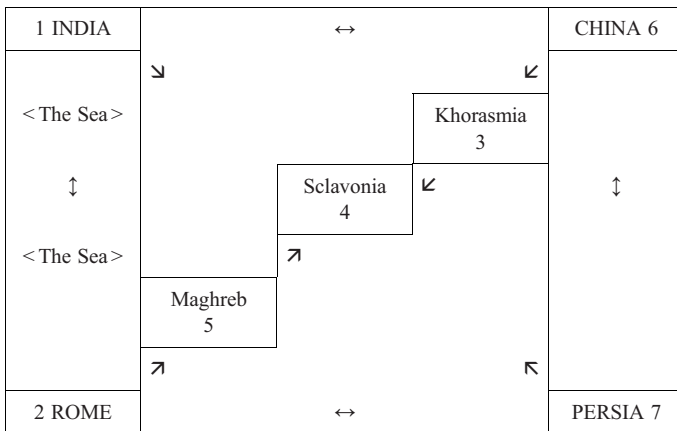 1 INDIA
↔
CHINA 6
↘
↙
<The Sea>
Khorasmia
3
↕
Sclavonia
4
↙
↕
<The Sea>
↗
Maghreb
5
↗
↖
2 ROME
↔
PERSIA 7